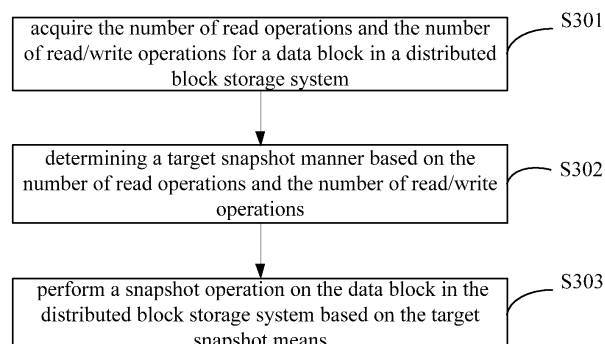 acquire the number of read operations and the number
of read/write operations for a data block in a distributed
block storage system
S301
determining a target snapshot manner based on the
number of read operations and the number of read/write
operations
S302
perform a snapshot operation on the data block in the
distributed block storage system based on the target
snapshot means
S303